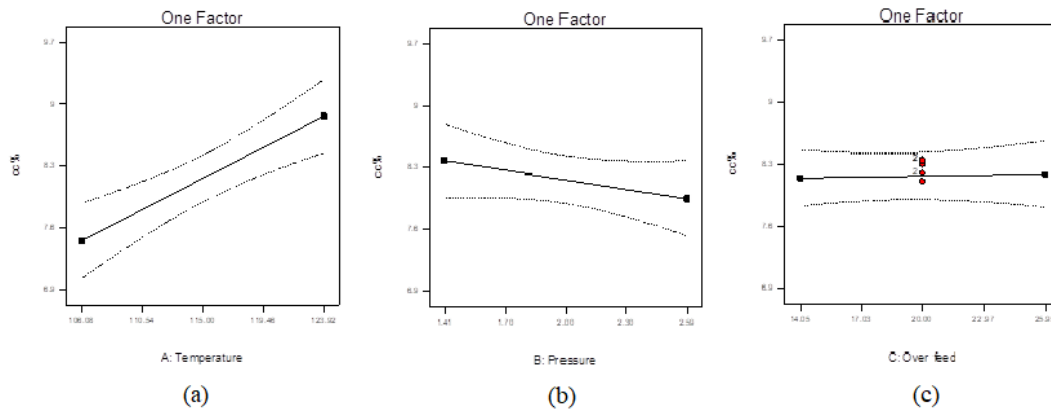 One Factor
9.7
9
8.3
7.6
6.9
cc%
106.08
110.54
115.00
119.46
123.92
A: Temperature
(a)
One Factor
9.7
9
8.3
7.6
6.9
cc%
1.41
1.70
2.00
2.30
2.59
B: Pressure
(b)
One Factor
9.7
9
8.3
7.6
6.9
cc%
2
2
14.05
17.03
20.00
22.97
25.9
C: Over feed
(c)